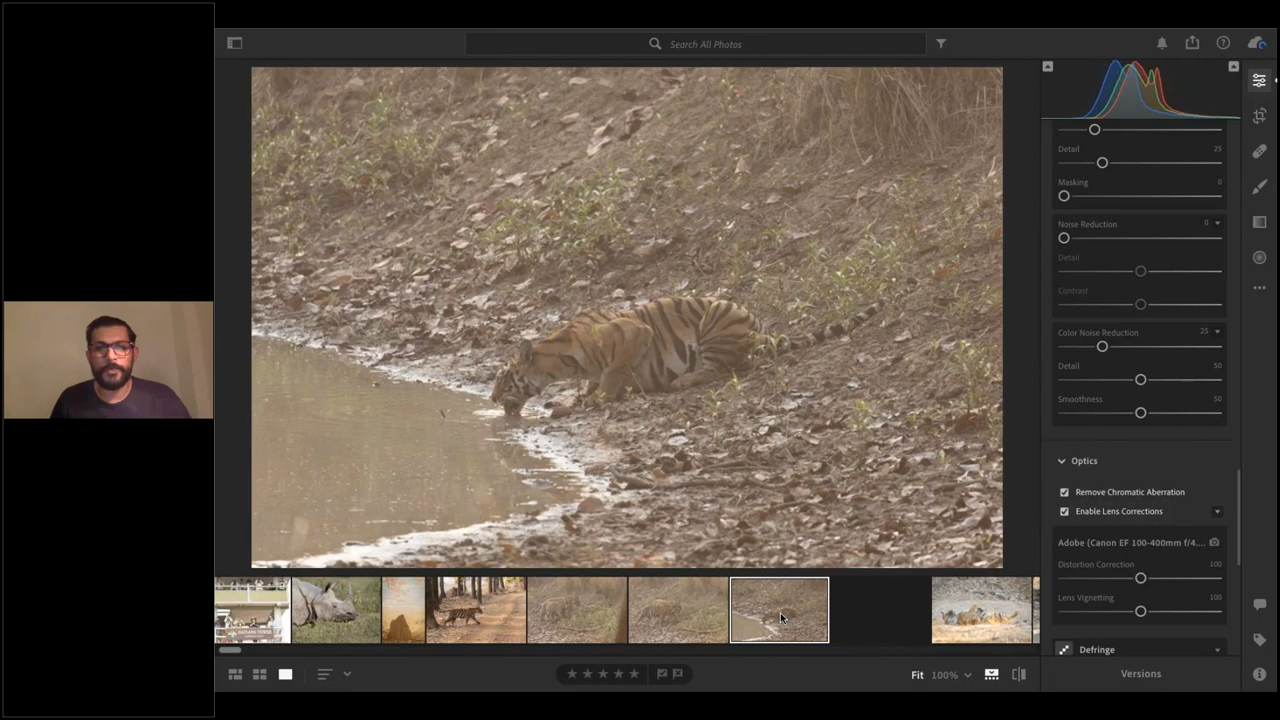 Search All Photos
Detail 25
Masking 0
Noise Reduction 0
Detail
Contrast
Color Noise Reduction 25
Detail 50
Smoothness 50
Optics
Remove Chromatic Aberration
Enable Lens Corrections
Adobe (Canon EF 100-400mm f/4....
Distortion Correction 100
Lens Vignetting 100
Defringe
Fit 100%
Versions